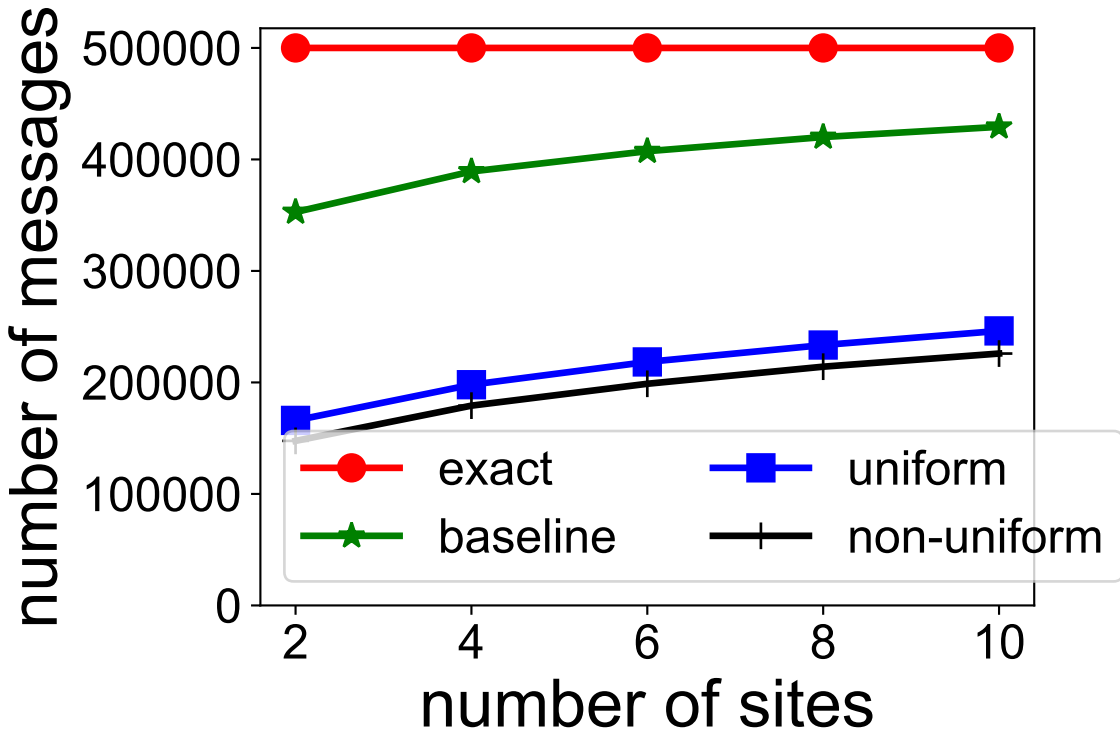 number of messages
500000
400000
300000
200000
100000
0
exact
uniform
baseline
non-uniform
2 4 6 8 10
number of sites